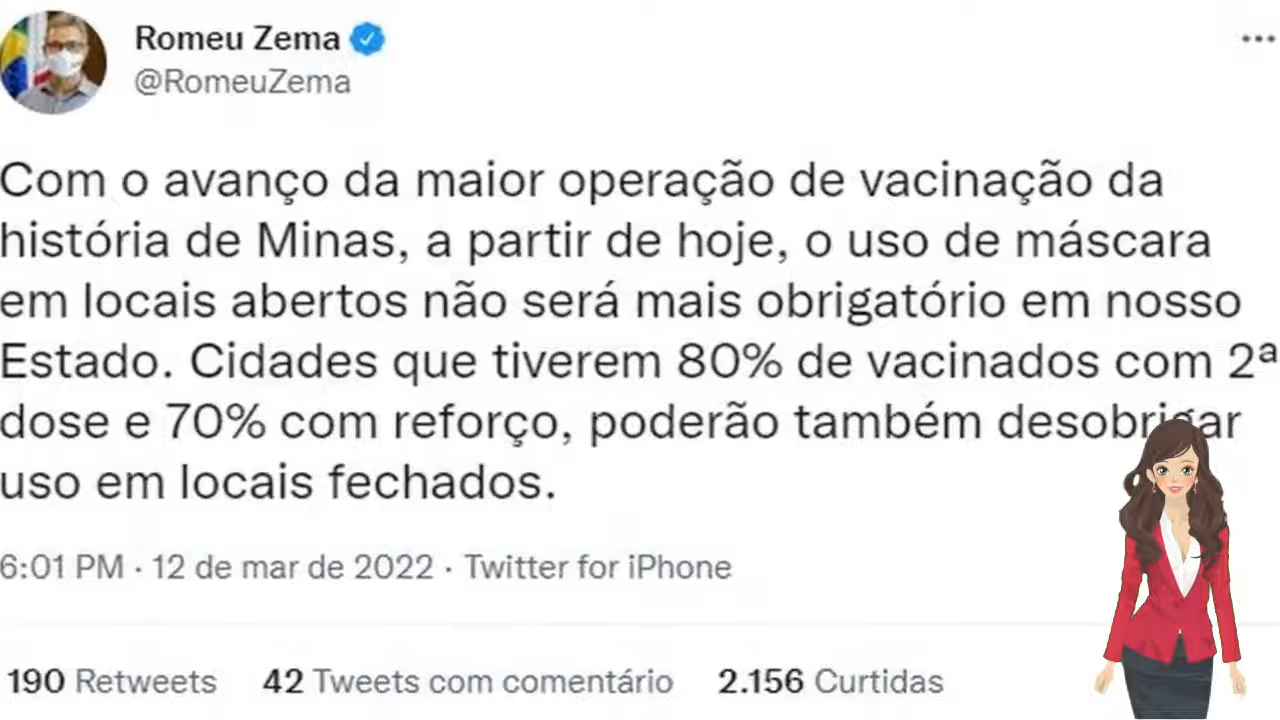 Romeu Zema
@RomeuZema
Com o avanço da maior operação de vacinação da
história de Minas, a partir de hoje, o uso de máscara
em locais abertos não será mais obrigatório em nosso
Estado. Cidades que tiverem 80% de vacinados com 2ª
dose e 70% com reforço, poderão também desobrigar
uso em locais fechados.
6:01 PM · 12 de mar de 2022 · Twitter for iPhone
190 Retweets 42 Tweets com comentário 2.156 Curtidas